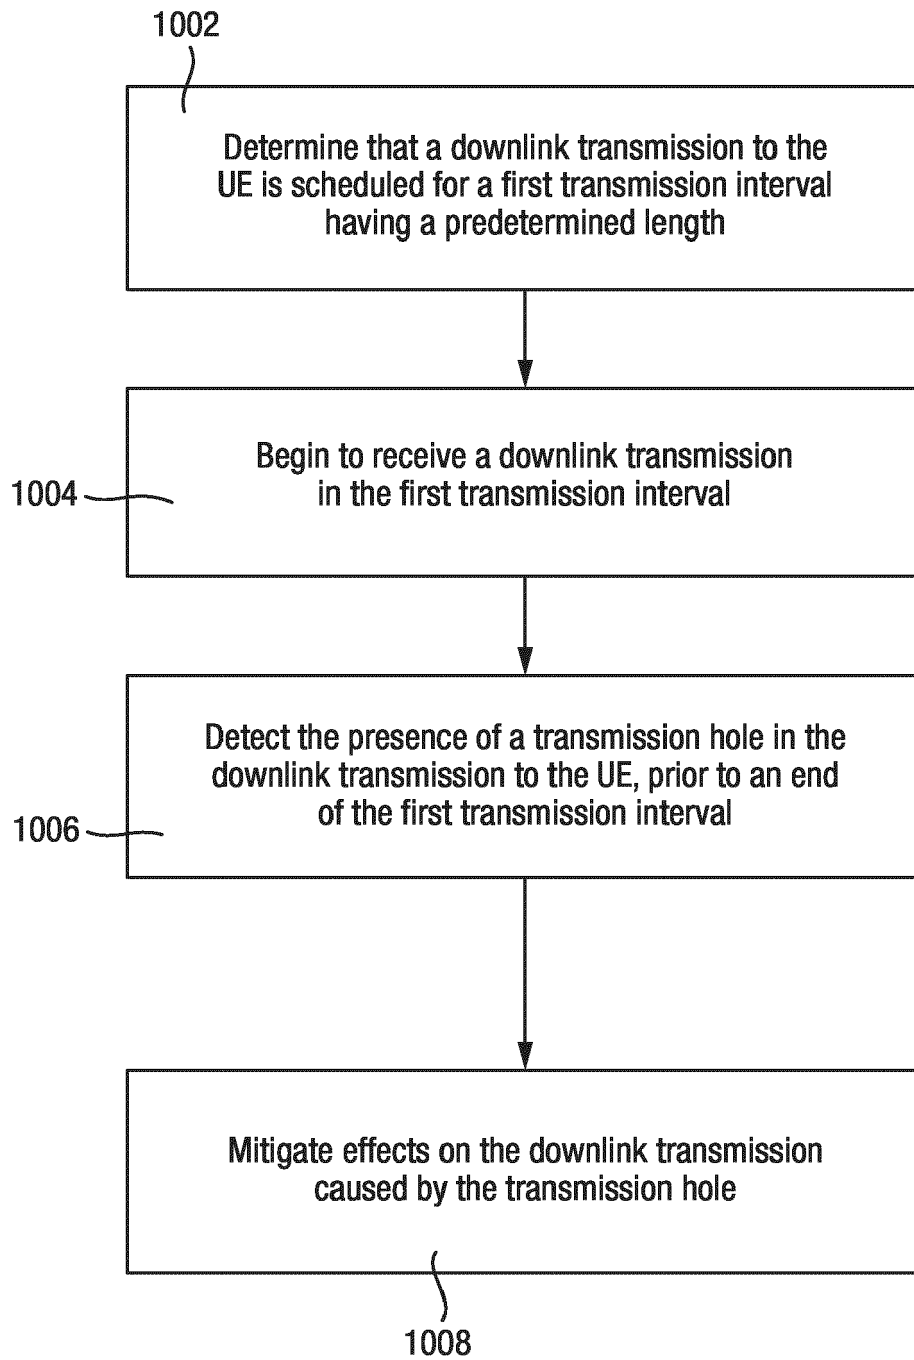 1002
Determine that a downlink transmission to the
UE is scheduled for a first transmission interval
having a predetermined length
Begin to receive a downlink transmission
in the first transmission interval
1004
Detect the presence of a transmission hole in the
downlink transmission to the UE, prior to an end
of the first transmission interval
1006
Mitigate effects on the downlink transmission
caused by the transmission hole
1008